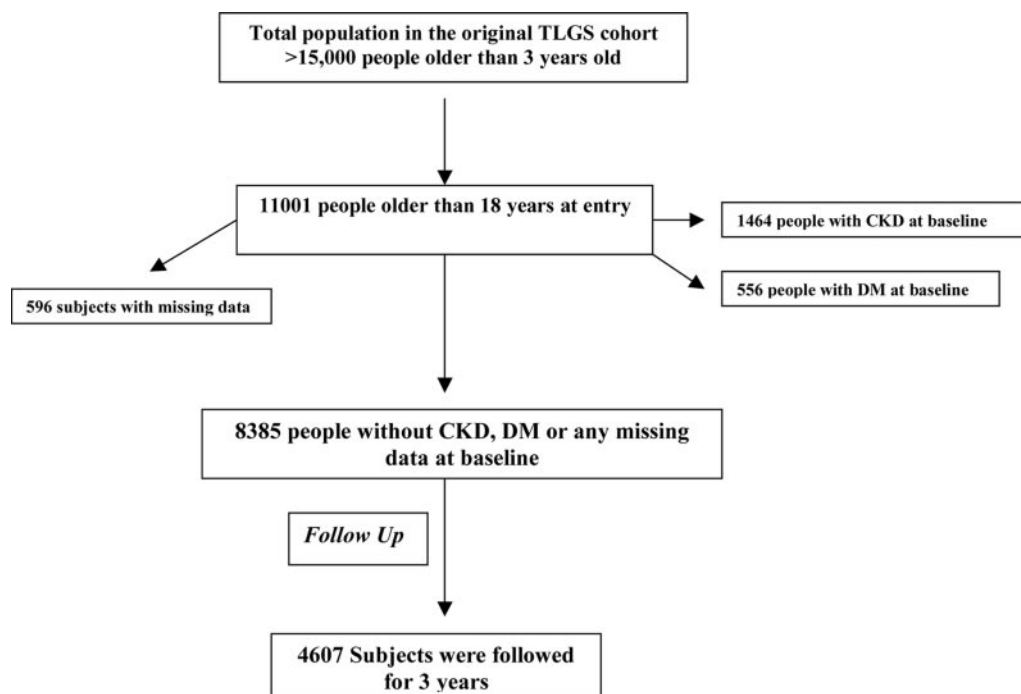 Total population in the original TLGS cohort
>15,000 people older than 3 years old
11001 people older than 18 years at entry
1464 people with CKD at baseline
556 people with DM at baseline
596 subjects with missing data
8385 people without CKD, DM or any missing
data at baseline
Follow Up
4607 Subjects were followed
for 3 years